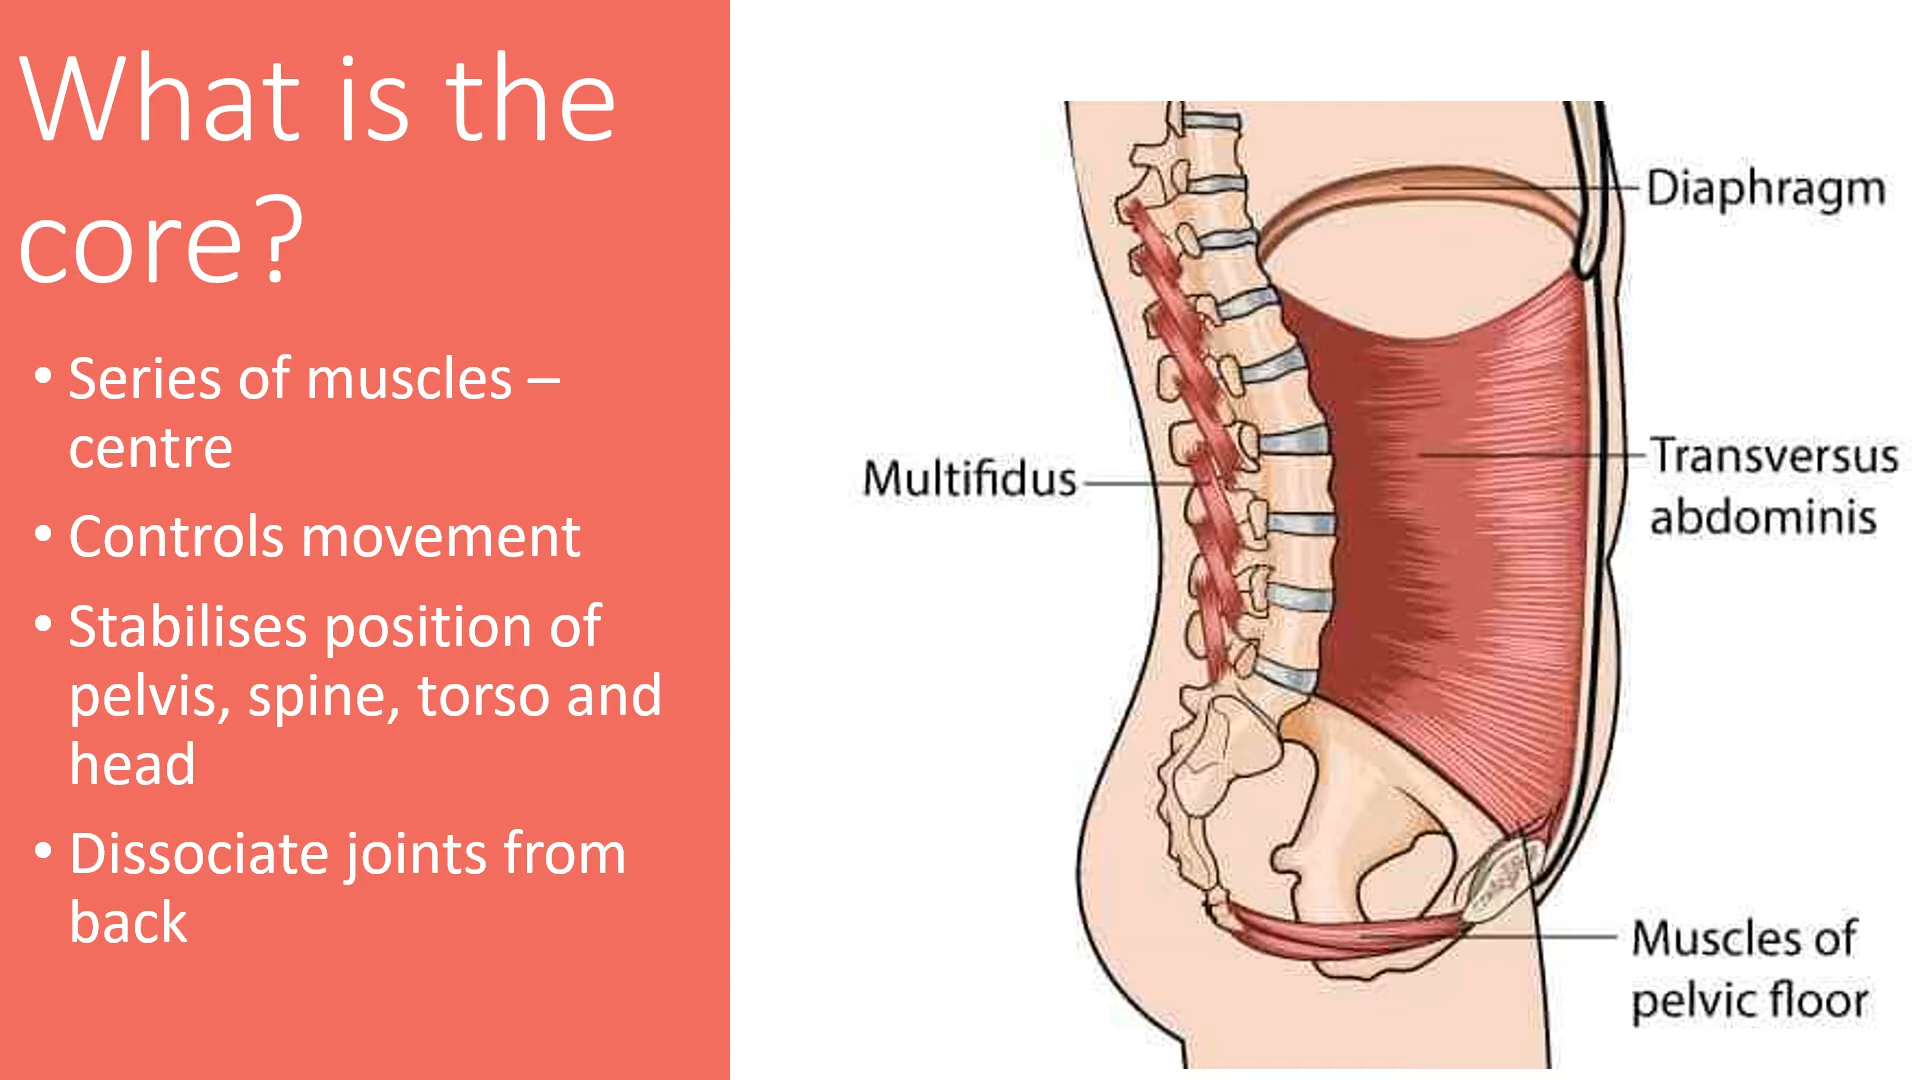 What is the
core?
• Series of muscles –
centre
• Controls movement
• Stabilises position of
pelvis, spine, torso and
head
• Dissociate joints from
back
Diaphragm
Multifidus
Transversus
abdominis
Muscles of
pelvic floor